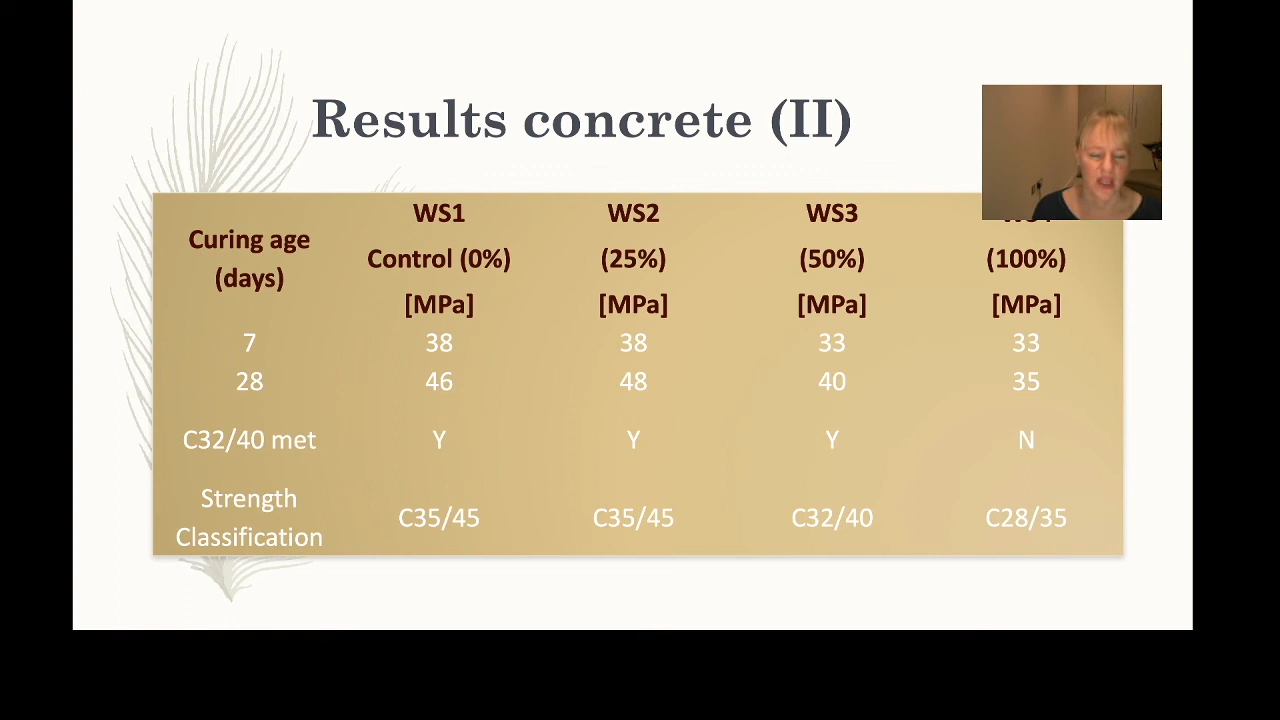 Results concrete (II)
Curing age
(days)
WS1
Control (0%)
[MPa]
WS2
(25%)
[MPa]
WS3
(50%)
[MPa]
(100%)
[MPa]
7 38 38 33 33
28 46 48 40 35
C32/40 met Y Y Y N
Strength
Classification
C35/45 C35/45 C32/40 C28/35